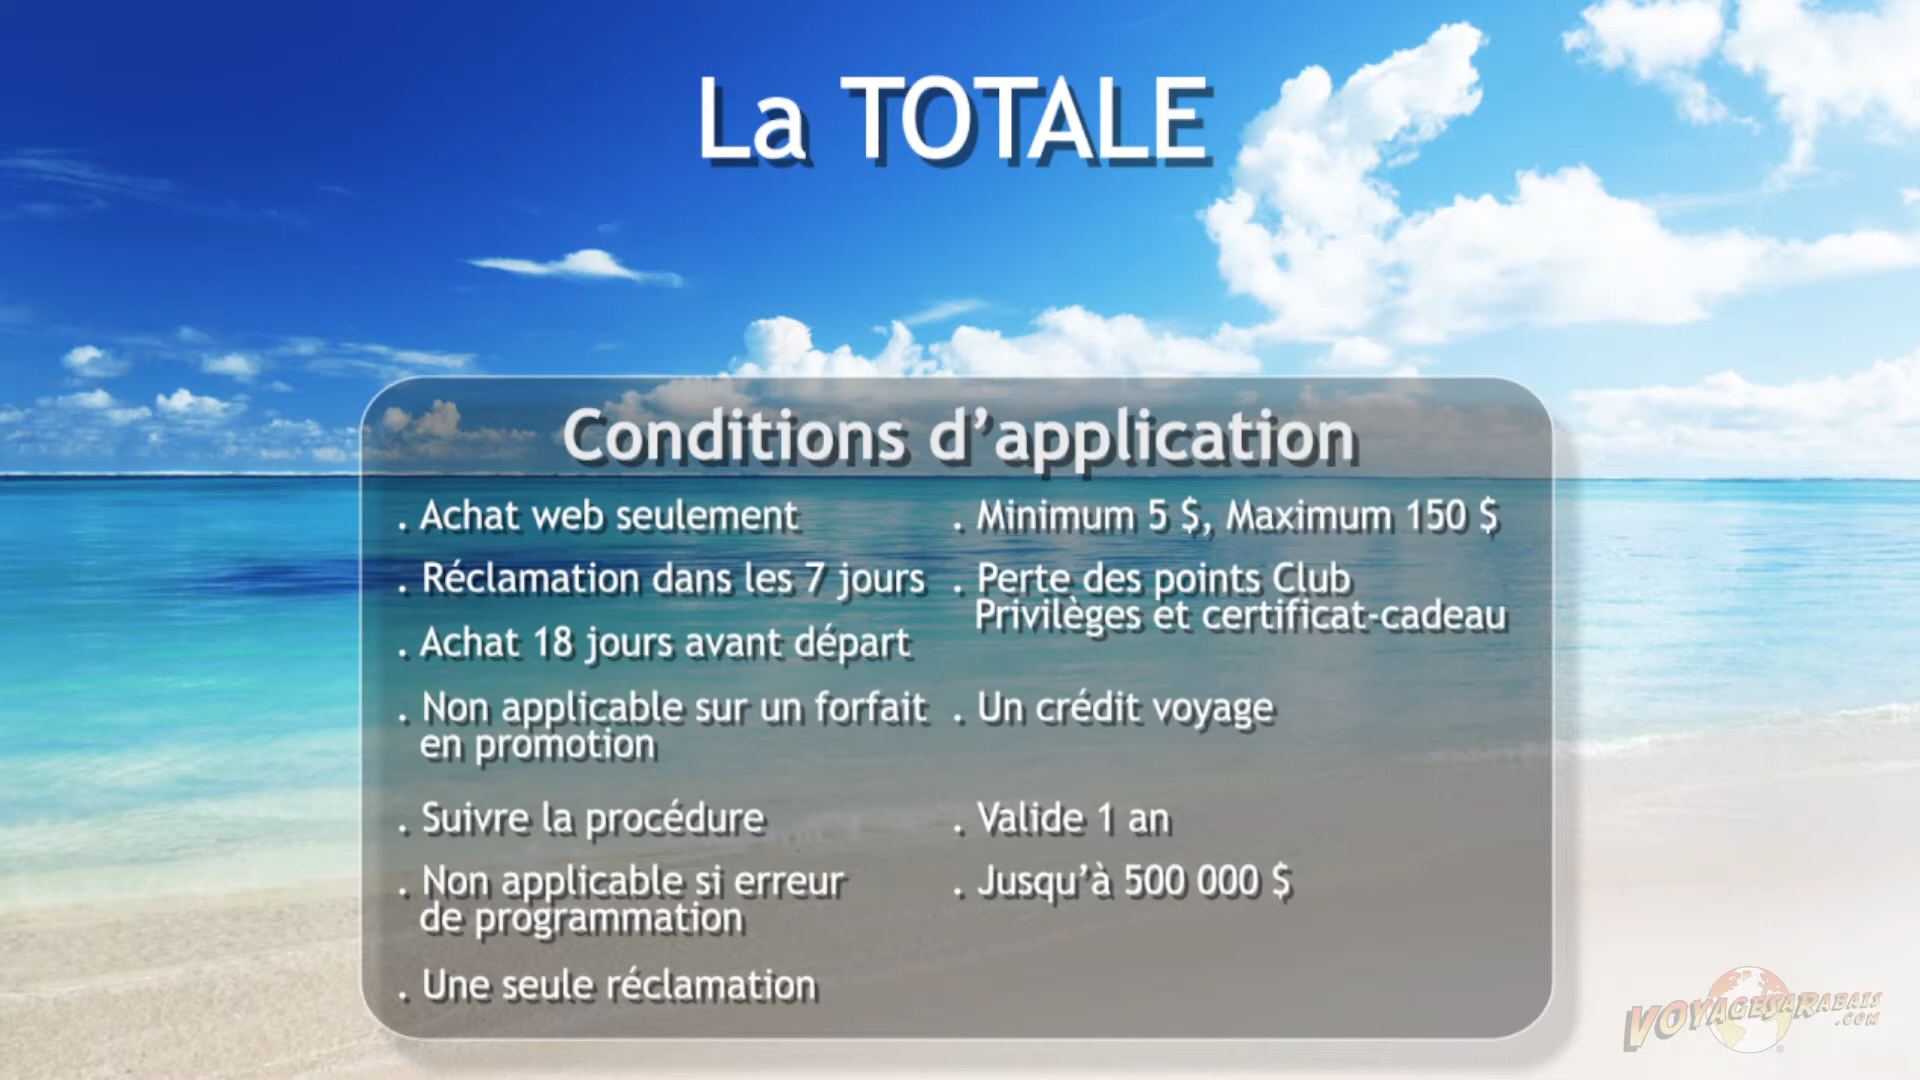 La TOTALE
Conditions d’application
. Achat web seulement
. Réclamation dans les 7 jours
. Achat 18 jours avant départ
. Non applicable sur un forfait
en promotion
. Suivre la procédure
. Non applicable si erreur
de programmation
. Une seule réclamation
. Minimum 5 $, Maximum 150 $
. Perte des points Club
Privilèges et certificat-cadeau
. Un crédit voyage
. Valide 1 an
. Jusqu’à 500 000 $
VOYAGESARABAIS
.COM
®